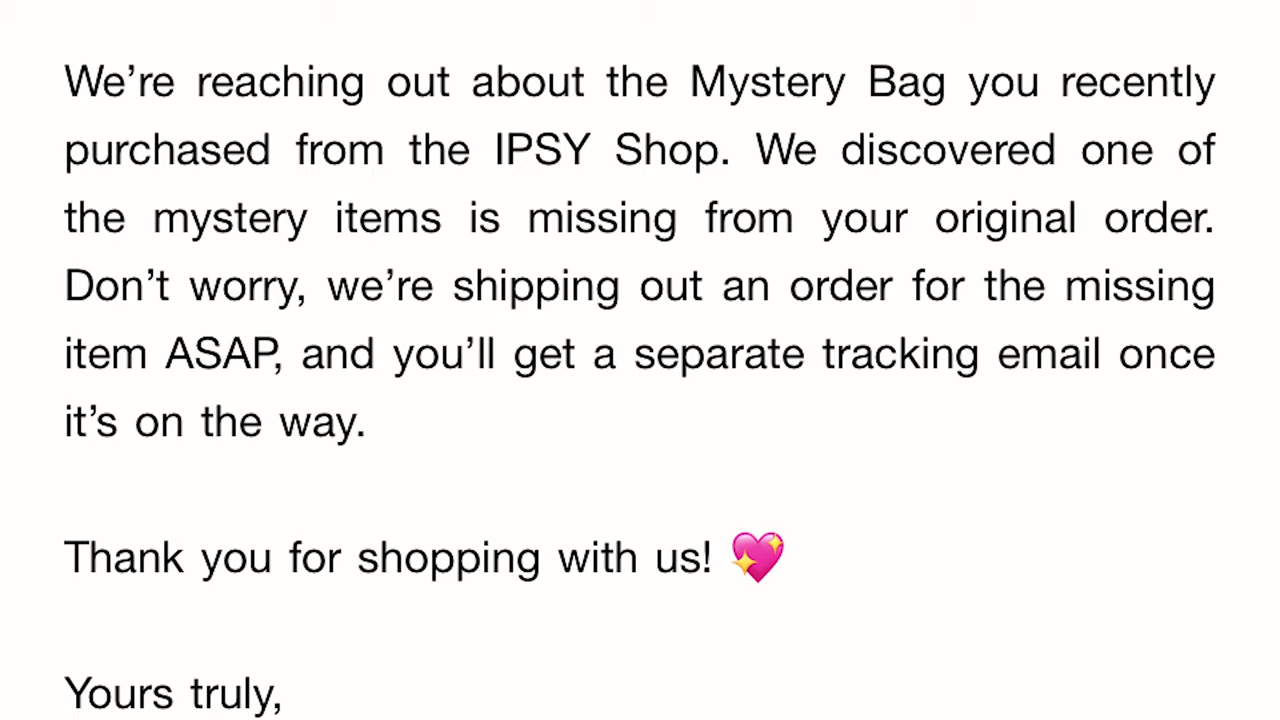 We’re reaching out about the Mystery Bag you recently
purchased from the IPSY Shop. We discovered one of
the mystery items is missing from your original order.
Don’t worry, we’re shipping out an order for the missing
item ASAP, and you’ll get a separate tracking email once
it’s on the way.
Thank you for shopping with us! 💖
Yours truly,